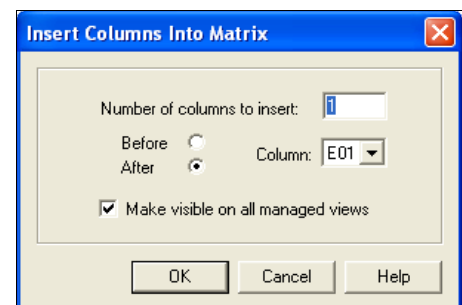 Insert Columns Into Matrix
Number of columns to insert: 1
Before
After
Column: E01
Make visible on all managed views
OK Cancel Help